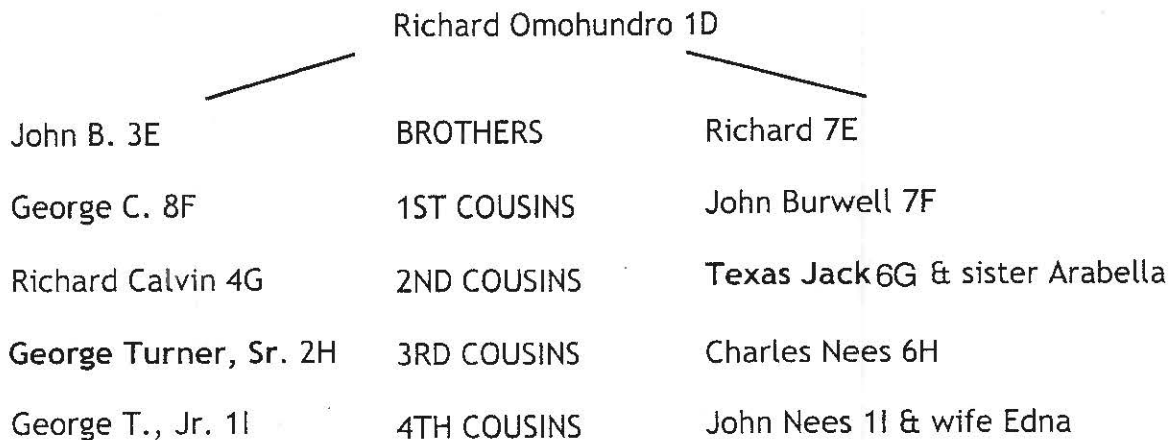 Richard Omohundro 1D
John B. 3E BROTHERS Richard 7E
George C. 8F 1ST COUSINS John Burwell 7F
Richard Calvin 4G 2ND COUSINS Texas Jack 6G & sister Arabella
George Turner, Sr. 2H 3RD COUSINS Charles Nees 6H
George T., Jr. 1I 4TH COUSINS John Nees 1I & wife Edna